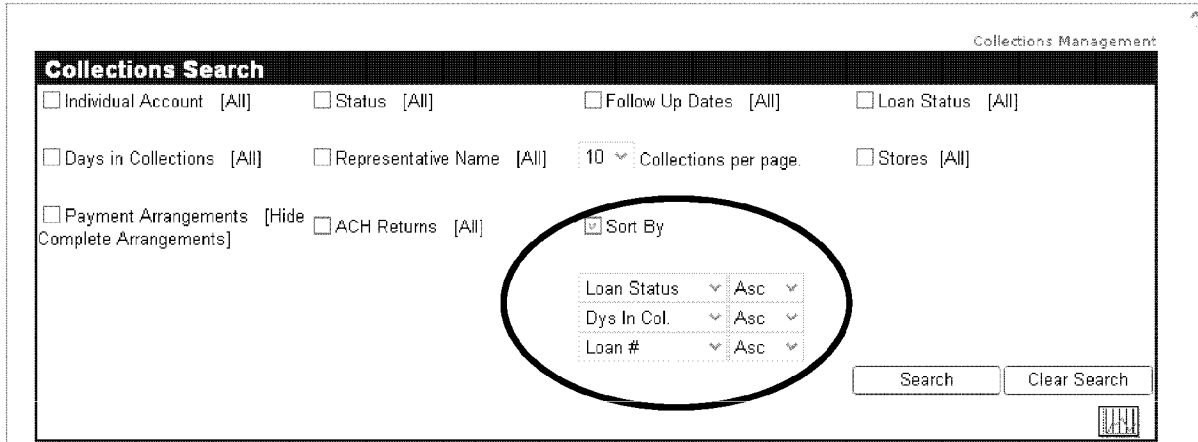 Collections Management
Collections Search
Individual Account [All] Status [All] Follow Up Dates [All] Loan Status [All]
Days in Collections [All] Representative Name [All] 10 Collections per page. Stores [All]
Payment Arrangements [Hide
Complete Arrangements] ACH Returns [All] Sort By
Loan Status Asc
Dys In Col. Asc
Loan # Asc
Search Clear Search